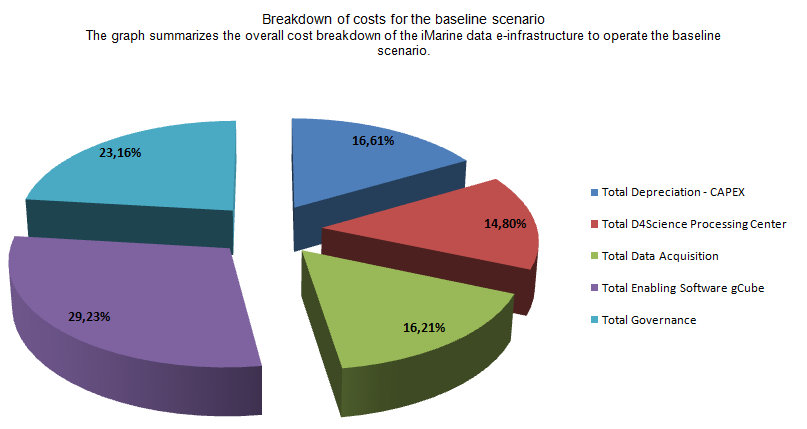 Breakdown of costs for the baseline scenario
The graph summarizes the overall cost breakdown of the iMarine data e-infrastructure to operate the baseline
scenario.
23,16%
16,61%
14,80%
16,21%
29,23%
Total Depreciation - CAPEX
Total D4Science Processing Center
Total Data Acquisition
Total Enabling Software gCube
Total Governance